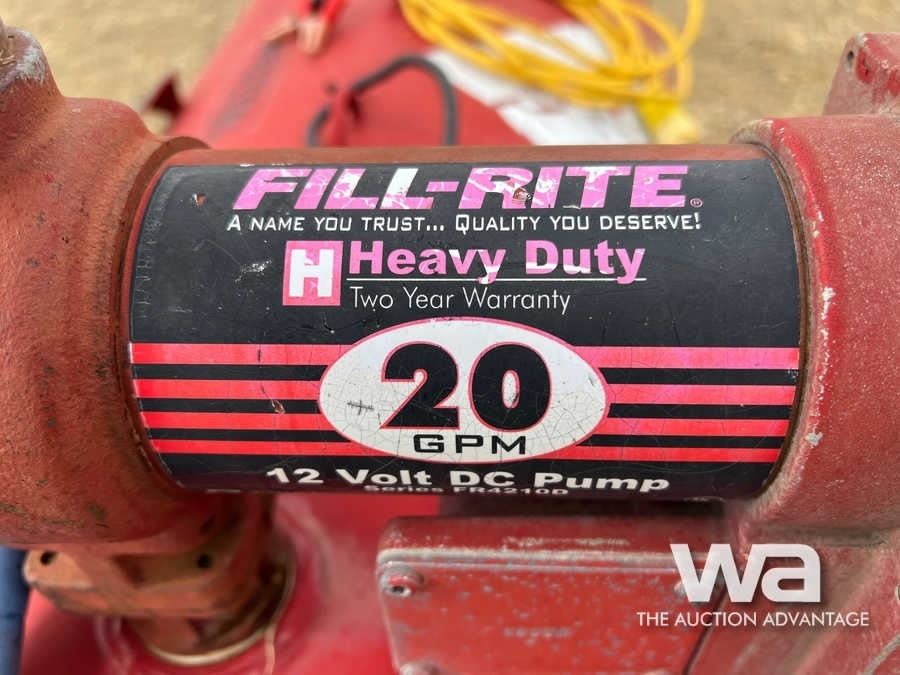 FILL-RITE®
A NAME YOU TRUST... QUALITY YOU DESERVE!
H Heavy Duty
Two Year Warranty
20
GPM
12 Volt DC Pump
Series FR4210D
wa
THE AUCTION ADVANTAGE